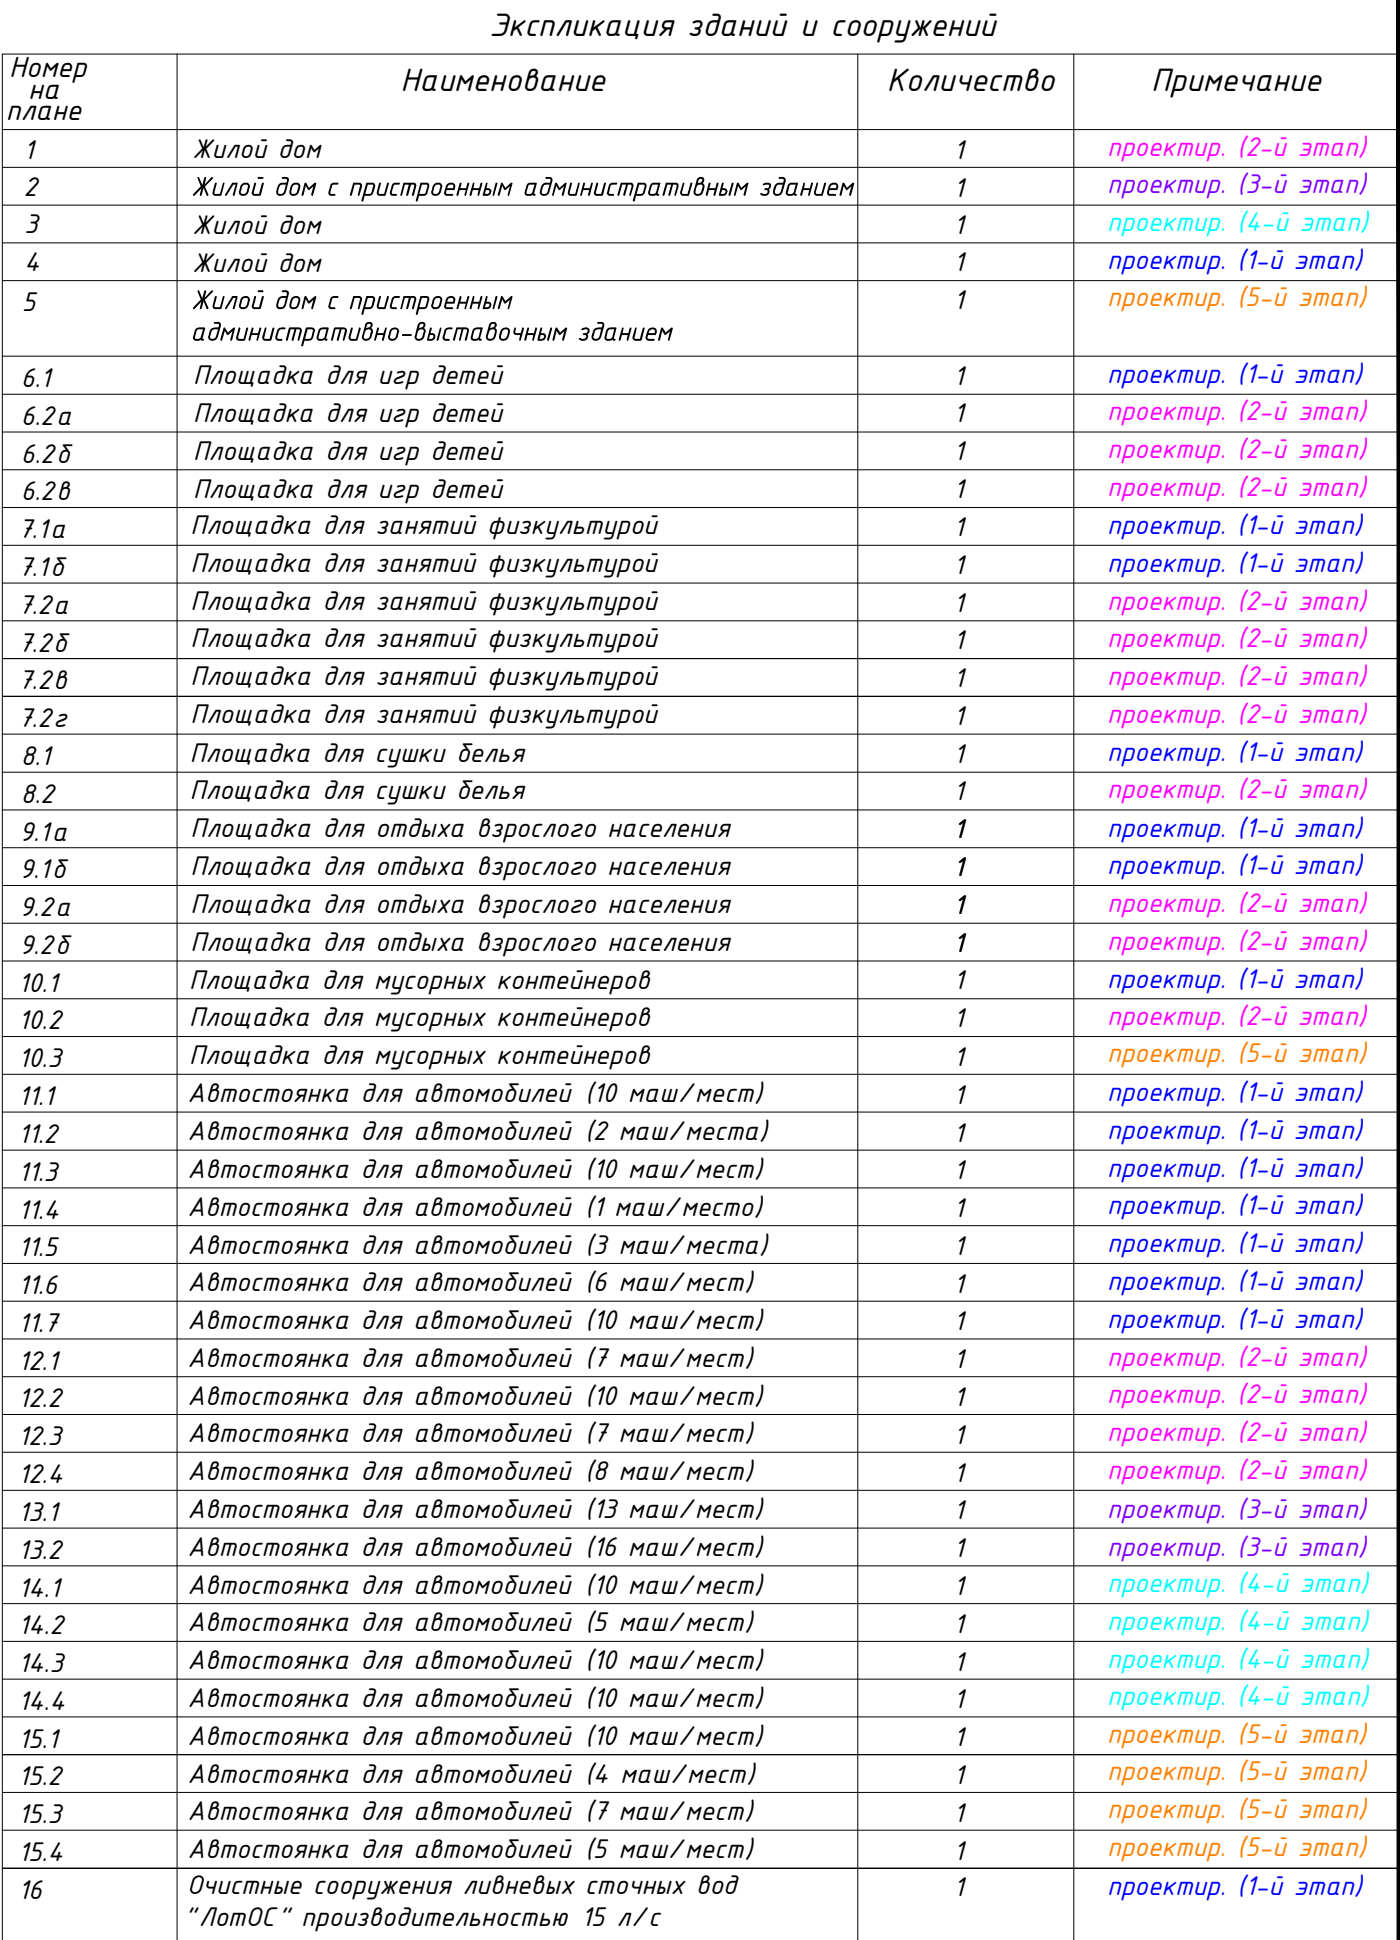 Экспликация зданий и сооружений
Номер на плане Наименование Количество Примечание
1 Жилой дом 1 проектир. (2-й этап)
2 Жилой дом с пристроенным административным зданием 1 проектир. (3-й этап)
3 Жилой дом 1 проектир. (4-й этап)
4 Жилой дом 1 проектир. (1-й этап)
5 Жилой дом с пристроенным 1 проектир. (5-й этап)
административно-выставочным зданием
6.1 Площадка для игр детей 1 проектир. (1-й этап)
6.2а Площадка для игр детей 1 проектир. (2-й этап)
6.2б Площадка для игр детей 1 проектир. (2-й этап)
6.2в Площадка для игр детей 1 проектир. (2-й этап)
7.1а Площадка для занятий физкультурой 1 проектир. (1-й этап)
7.1б Площадка для занятий физкультурой 1 проектир. (1-й этап)
7.2а Площадка для занятий физкультурой 1 проектир. (2-й этап)
7.2б Площадка для занятий физкультурой 1 проектир. (2-й этап)
7.2в Площадка для занятий физкультурой 1 проектир. (2-й этап)
7.2г Площадка для занятий физкультурой 1 проектир. (2-й этап)
8.1 Площадка для сушки белья 1 проектир. (1-й этап)
8.2 Площадка для сушки белья 1 проектир. (2-й этап)
9.1а Площадка для отдыха взрослого населения 1 проектир. (1-й этап)
9.1б Площадка для отдыха взрослого населения 1 проектир. (1-й этап)
9.2а Площадка для отдыха взрослого населения 1 проектир. (2-й этап)
9.2б Площадка для отдыха взрослого населения 1 проектир. (2-й этап)
10.1 Площадка для мусорных контейнеров 1 проектир. (1-й этап)
10.2 Площадка для мусорных контейнеров 1 проектир. (2-й этап)
10.3 Площадка для мусорных контейнеров 1 проектир. (5-й этап)
11.1 Автостоянка для автомобилей (10 маш/мест) 1 проектир. (1-й этап)
11.2 Автостоянка для автомобилей (2 маш/места) 1 проектир. (1-й этап)
11.3 Автостоянка для автомобилей (10 маш/мест) 1 проектир. (1-й этап)
11.4 Автостоянка для автомобилей (1 маш/место) 1 проектир. (1-й этап)
11.5 Автостоянка для автомобилей (3 маш/места) 1 проектир. (1-й этап)
11.6 Автостоянка для автомобилей (6 маш/мест) 1 проектир. (1-й этап)
11.7 Автостоянка для автомобилей (10 маш/мест) 1 проектир. (1-й этап)
12.1 Автостоянка для автомобилей (7 маш/мест) 1 проектир. (2-й этап)
12.2 Автостоянка для автомобилей (10 маш/мест) 1 проектир. (2-й этап)
12.3 Автостоянка для автомобилей (7 маш/мест) 1 проектир. (2-й этап)
12.4 Автостоянка для автомобилей (8 маш/мест) 1 проектир. (2-й этап)
13.1 Автостоянка для автомобилей (13 маш/мест) 1 проектир. (3-й этап)
13.2 Автостоянка для автомобилей (16 маш/мест) 1 проектир. (3-й этап)
14.1 Автостоянка для автомобилей (10 маш/мест) 1 проектир. (4-й этап)
14.2 Автостоянка для автомобилей (5 маш/мест) 1 проектир. (4-й этап)
14.3 Автостоянка для автомобилей (10 маш/мест) 1 проектир. (4-й этап)
14.4 Автостоянка для автомобилей (10 маш/мест) 1 проектир. (4-й этап)
15.1 Автостоянка для автомобилей (10 маш/мест) 1 проектир. (5-й этап)
15.2 Автостоянка для автомобилей (4 маш/мест) 1 проектир. (5-й этап)
15.3 Автостоянка для автомобилей (7 маш/мест) 1 проектир. (5-й этап)
15.4 Автостоянка для автомобилей (5 маш/мест) 1 проектир. (5-й этап)
16 Очистные сооружения ливневых сточных вод 1 проектир. (1-й этап)
"ЛотОС" производительностью 15 л/с